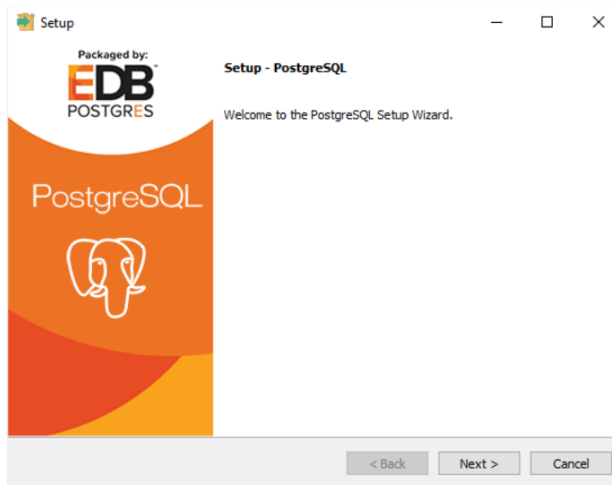 Setup
Packaged by:
EDB
POSTGRES
PostgreSQL
Setup - PostgreSQL
Welcome to the PostgreSQL Setup Wizard.
< Back
Next >
Cancel